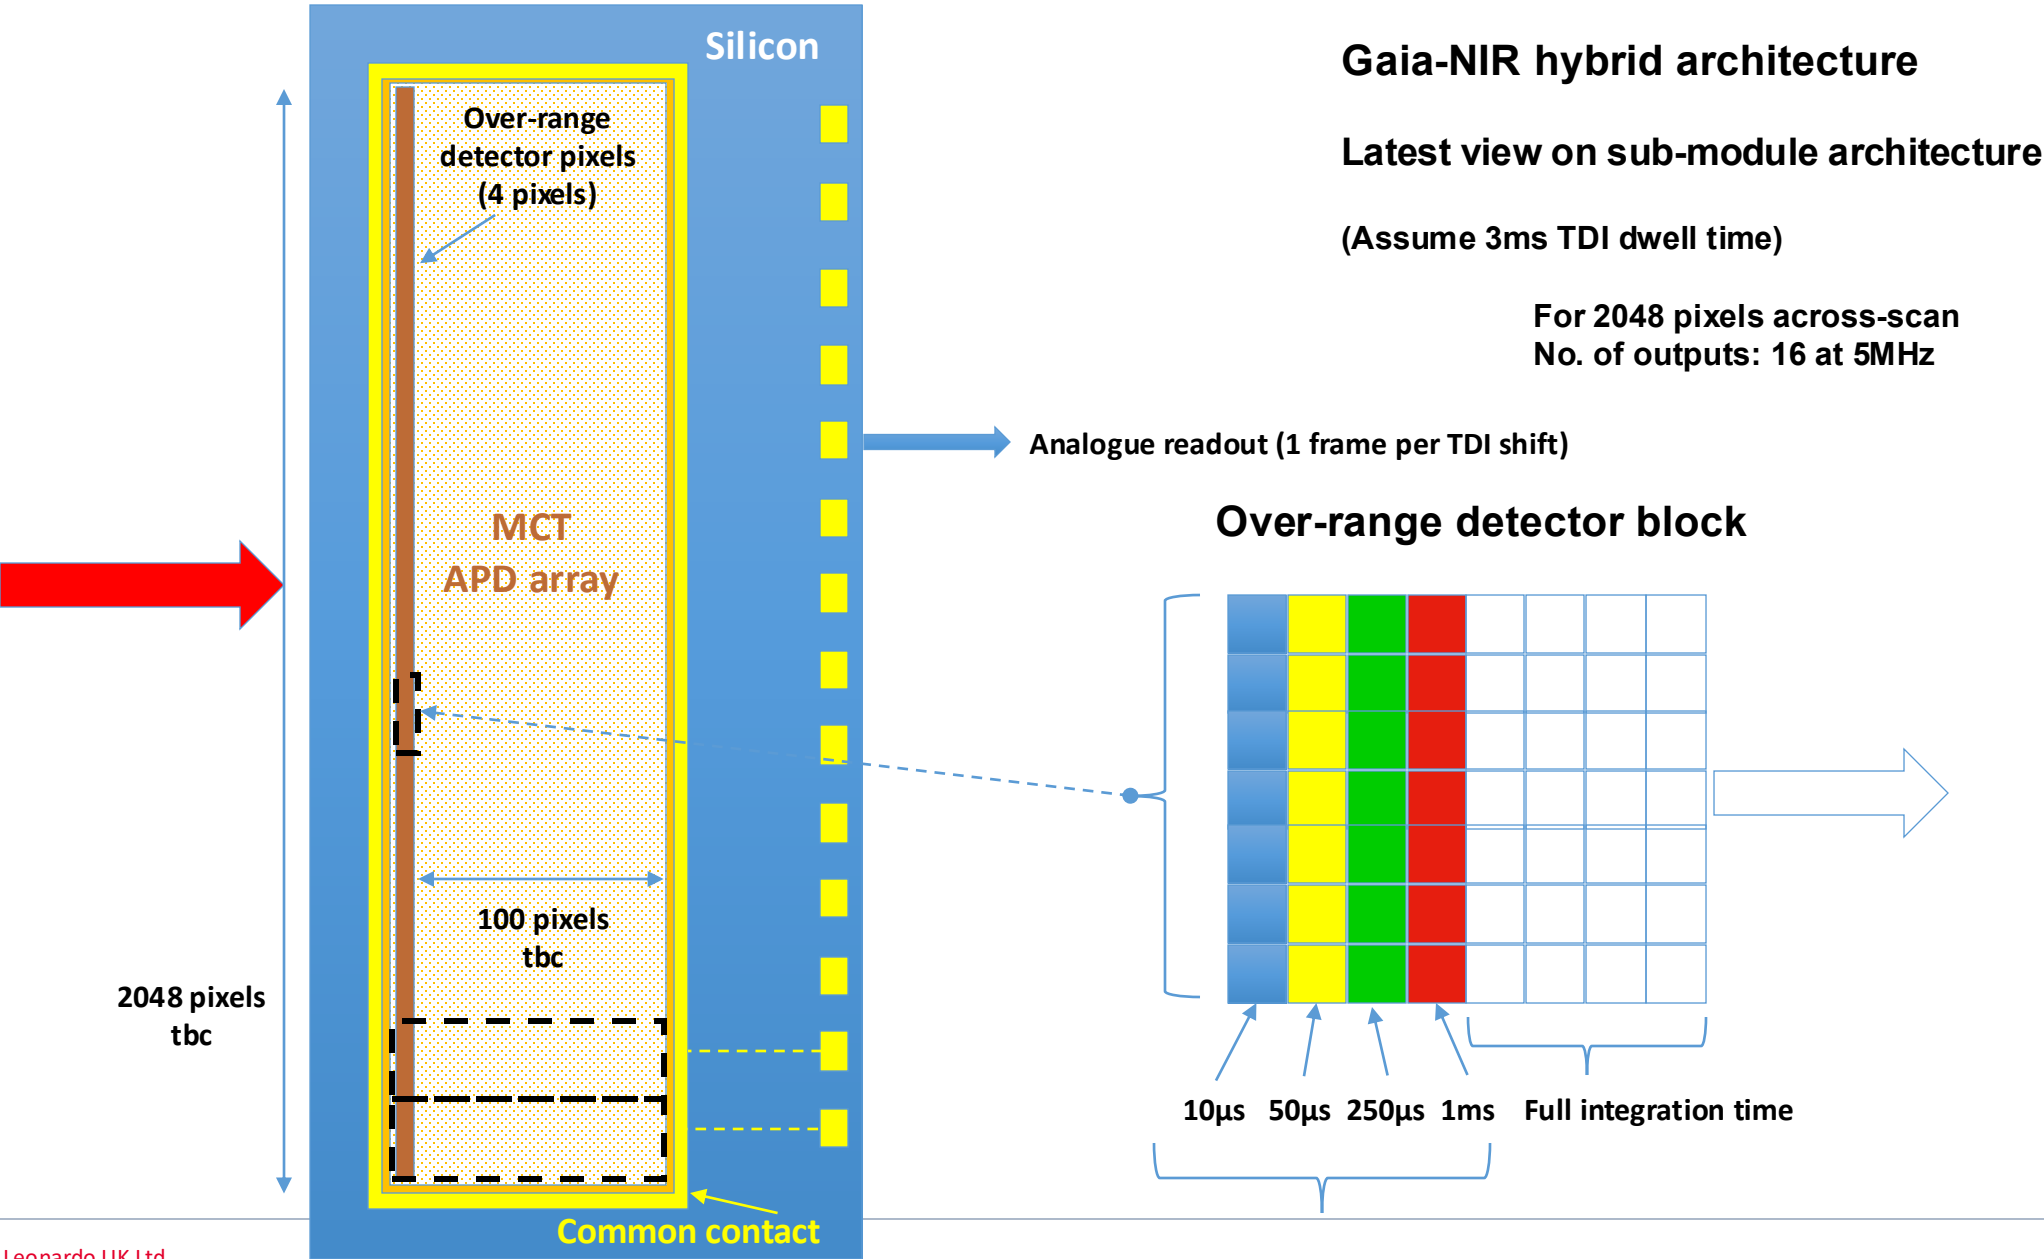 Silicon
Gaia-NIR hybrid architecture
Latest view on sub-module architecture
(Assume 3ms TDI dwell time)
For 2048 pixels across-scan
No. of outputs: 16 at 5MHz
Over-range
detector pixels
(4 pixels)
Analogue readout (1 frame per TDI shift)
MCT
APD array
Over-range detector block
100 pixels
tbc
2048 pixels
tbc
10µs 50µs 250µs 1ms Full integration time
Common contact
Leonardo UK Ltd